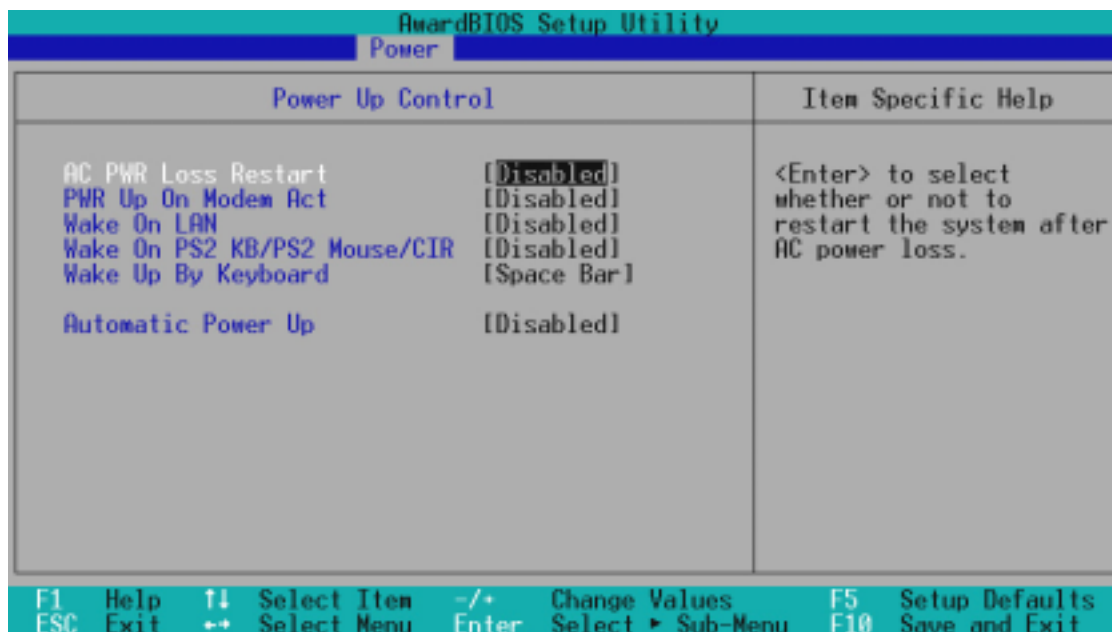 AwardBIOS Setup Utility
Power
Power Up Control
Item Specific Help
AC PWR Loss Restart [Disabled]
PWR Up On Modem Act [Disabled]
Wake On LAN [Disabled]
Wake On PS2 KB/PS2 Mouse/CIR [Disabled]
Wake Up By Keyboard [Space Bar]
Automatic Power Up [Disabled]
<Enter> to select
whether or not to
restart the system after
AC power loss.
F1 Help ↑↓ Select Item -/+ Change Values F5 Setup Defaults
ESC Exit ←→ Select Menu Enter Select ► Sub-Menu F10 Save and Exit